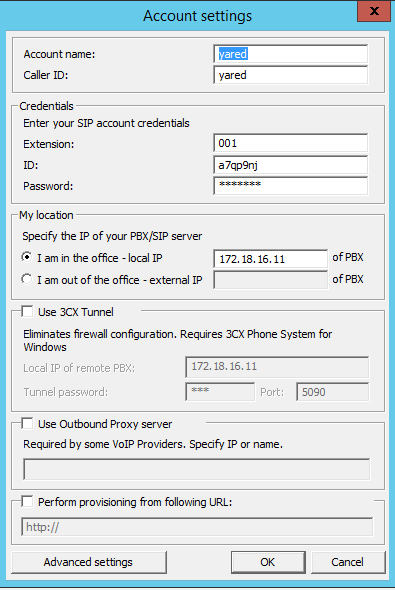 Account settings
x
Account name: yared
Caller ID: yared
Credentials
Enter your SIP account credentials
Extension: 001
ID: a7qp9nj
Password: *******
My location
Specify the IP of your PBX/SIP server
I am in the office - local IP 172.18.16.11 of PBX
I am out of the office - external IP of PBX
Use 3CX Tunnel
Eliminates firewall configuration. Requires 3CX Phone System for
Windows
Local IP of remote PBX: 172.18.16.11
Tunnel password: *** Port: 5090
Use Outbound Proxy server
Required by some VoIP Providers. Specify IP or name.
Perform provisioning from following URL:
http://
Advanced settings OK Cancel